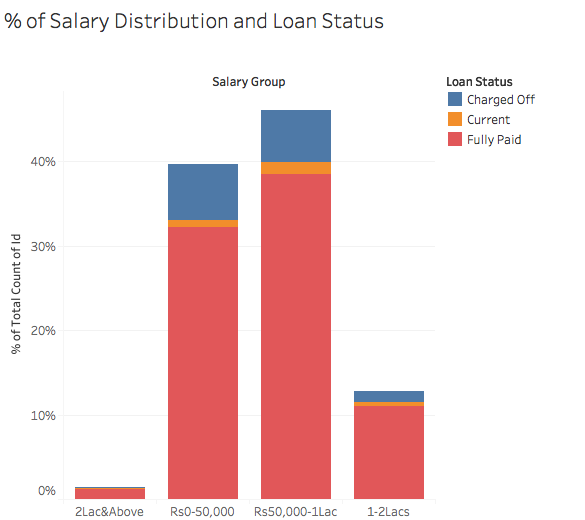 % of Salary Distribution and Loan Status
Salary Group
Loan Status
Charged Off
Current
Fully Paid
% of Total Count of Id
40%
30%
20%
10%
0%
2Lac&Above
Rs0-50,000
Rs50,000-1Lac
1-2Lacs